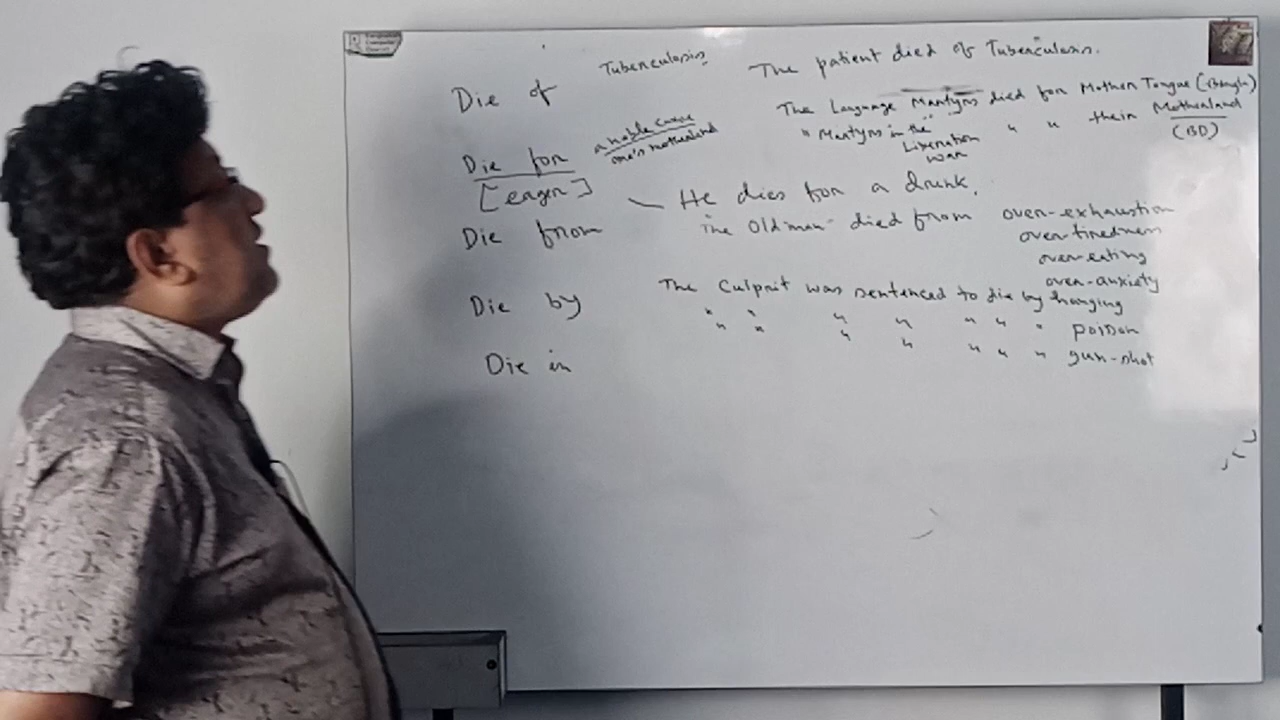 Die of Tuberculosis. The patient died of Tuberculosis.
Die for a noble cause one's motherland The Language Martyrs died for Mother Tongue (Bangla)
" Martyrs in the Liberation war " " their Motherland (BD)
[eager] — He dies for a drunk.
Die from The Old man died from over-exhaustion
over-tiredness
over-eating
over-anxiety
Die by The Culprit was sentenced to die by hanging
" " " " " " " poison
" " " " " " " gun-shot
Die in